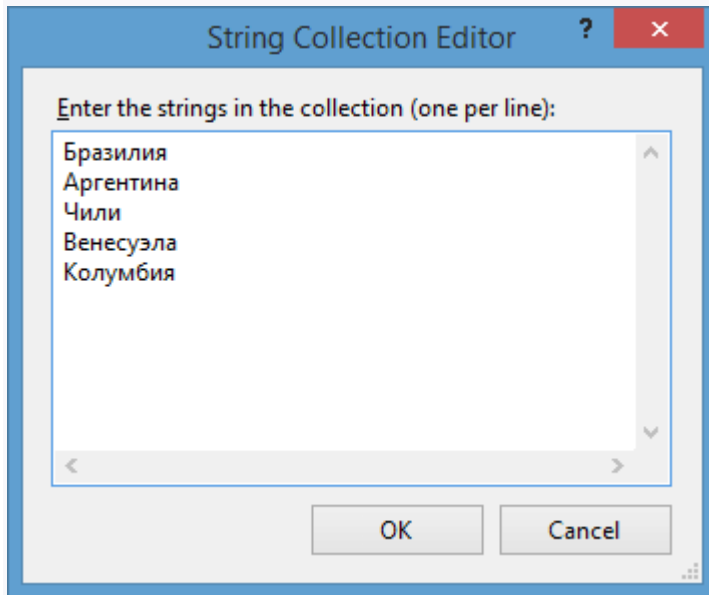 String Collection Editor
?
×
Enter the strings in the collection (one per line):
Бразилия
Аргентина
Чили
Венесуэла
Колумбия
OK
Cancel